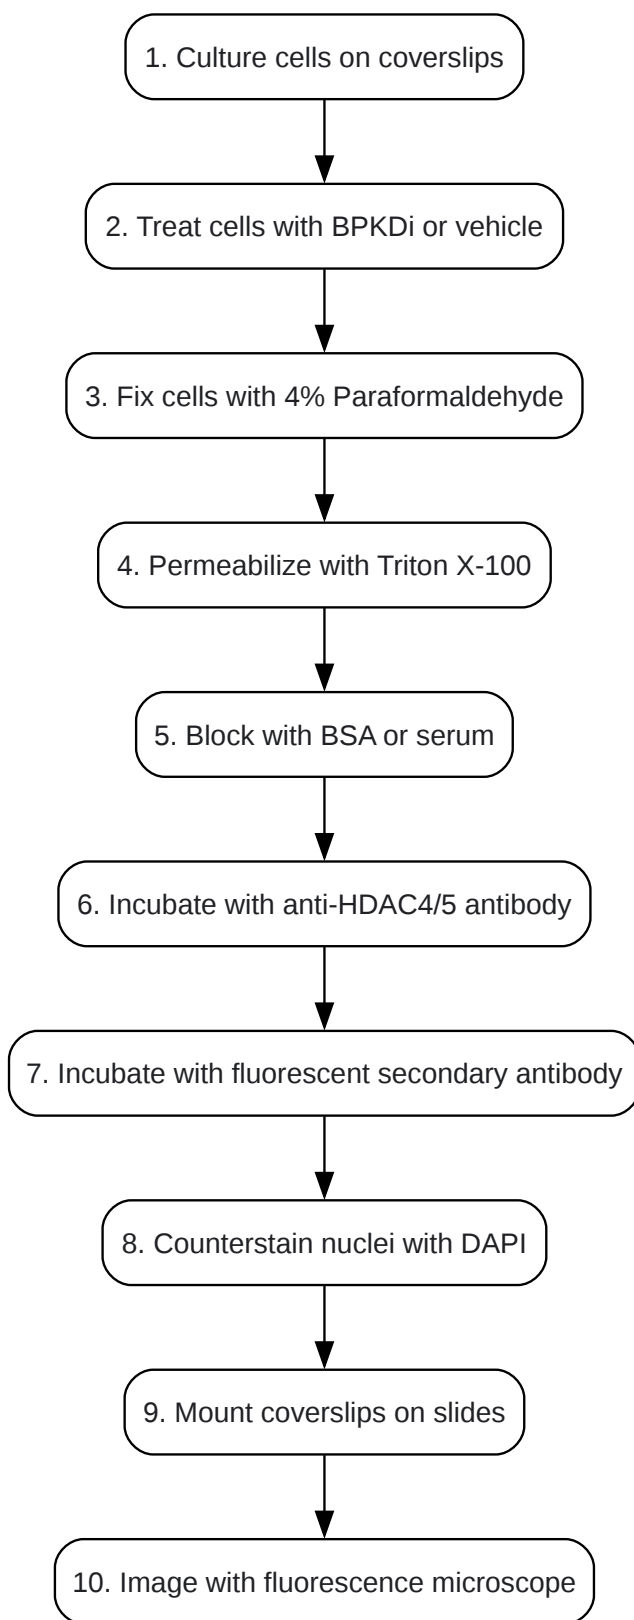 1. Culture cells on coverslips
2. Treat cells with BPKDi or vehicle
3. Fix cells with 4% Paraformaldehyde
4. Permeabilize with Triton X-100
5. Block with BSA or serum
6. Incubate with anti-HDAC4/5 antibody
7. Incubate with fluorescent secondary antibody
8. Counterstain nuclei with DAPI
9. Mount coverslips on slides
10. Image with fluorescence microscope